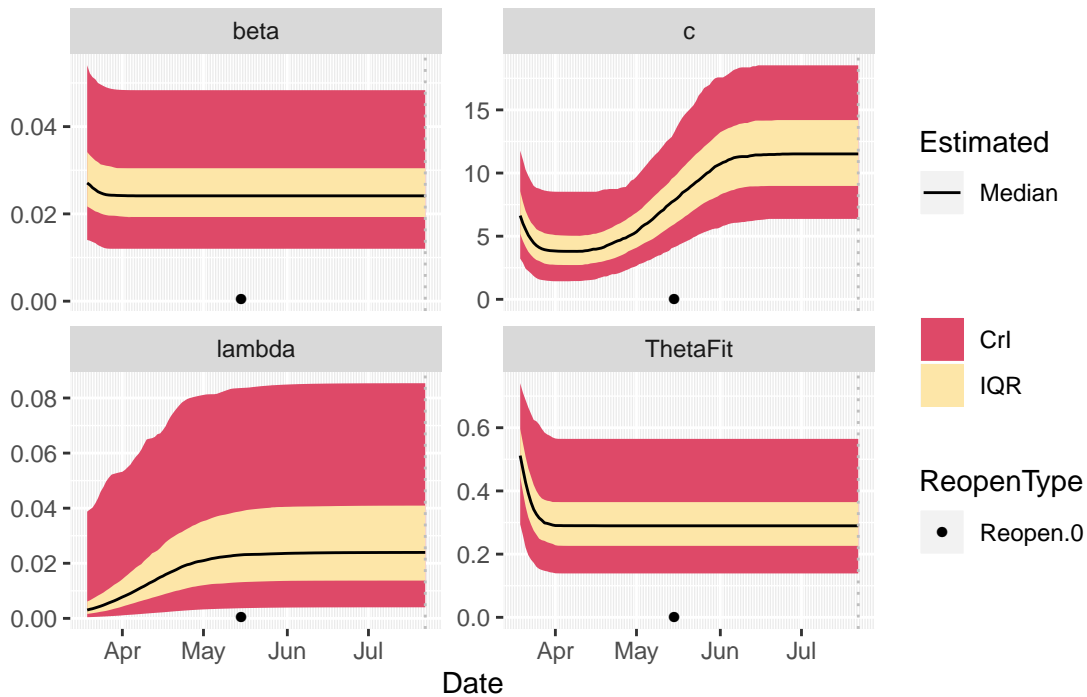 beta
c
0.04
0.02
0.00
15
10
5
0
lambda
ThetaFit
0.08
0.06
0.04
0.02
0.00
0.6
0.4
0.2
0.0
Apr May Jun Jul
Apr May Jun Jul
Date
Estimated
Median
CrI
IQR
ReopenType
Reopen.0